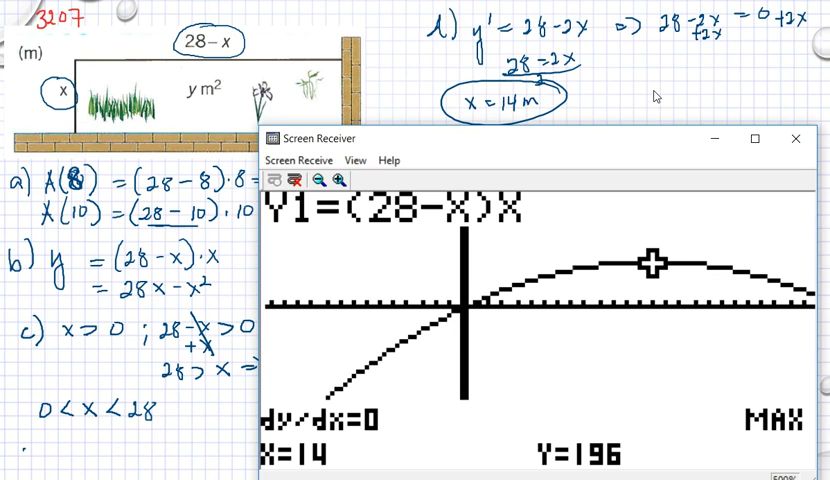 3207
28-x
(m)
x
y m²
a) A(8) = (28-8)·8=
A(10) = (28-10)·10
b) y = (28-x)·x
= 28x-x²
c) x>0 ; 28-x>0
+x
28> x =>
0<x<28
d) y' = 28-2x => 28-2x = 0 +2x
+2x
28 = 2x
2
x = 14 m
Screen Receiver
Screen Receive View Help
Y1=(28-X)X
dy/dx=0 MAX
X=14 Y=196
500%